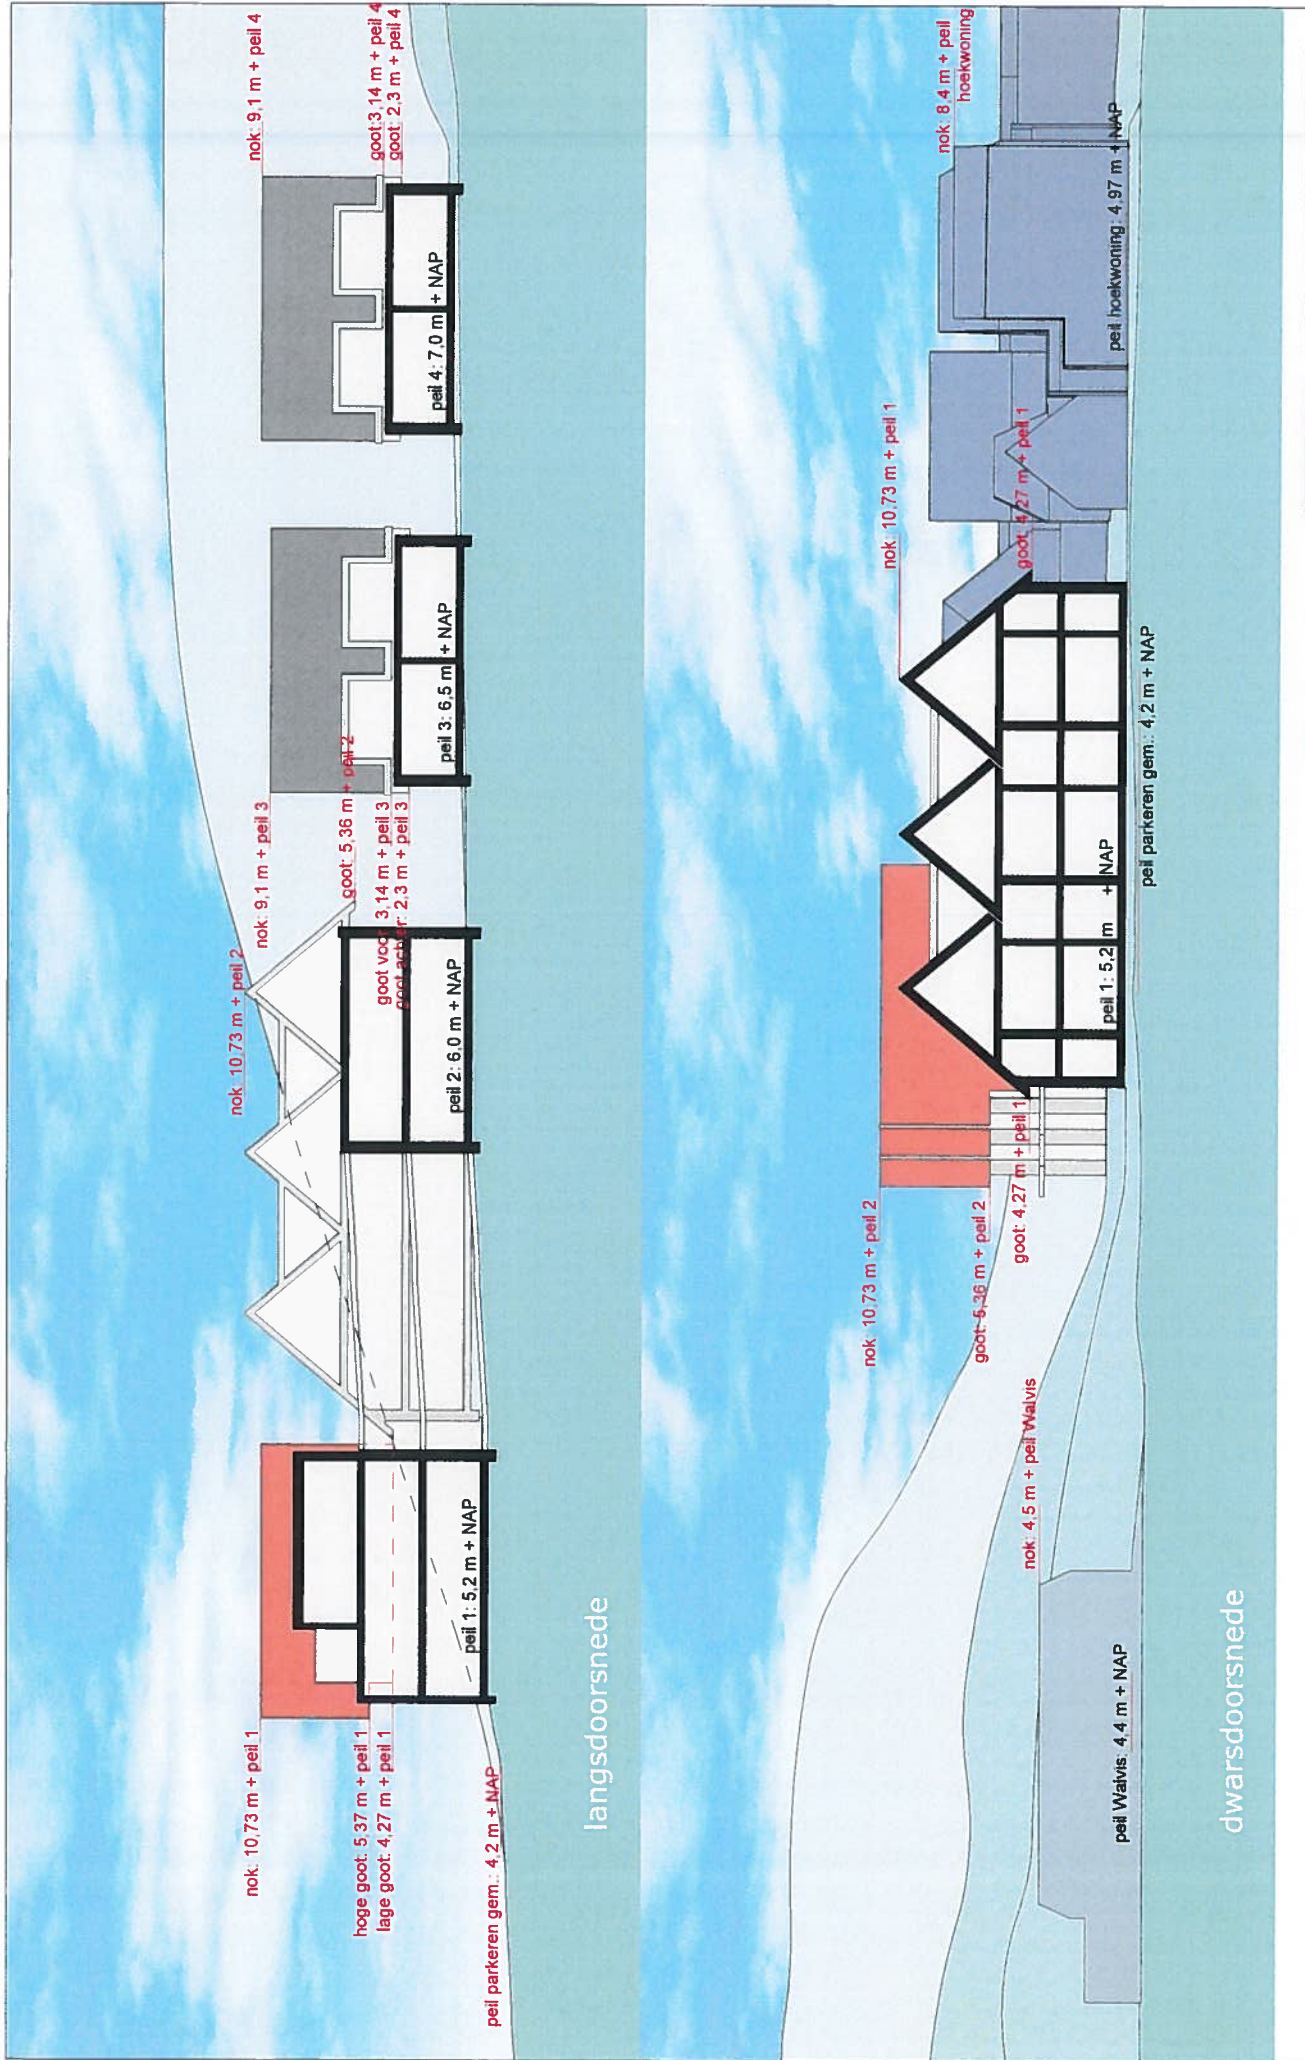 nok: 10,73 m + peil 1
hoge goot: 5,37 m + peil 1
lage goot: 4,27 m + peil 1
peil parkeren gem.: 4,2 m + NAP
peil 1: 5,2 m + NAP
nok: 10,73 m + peil 2
goot: 5,36 m + peil 2
peil 2: 6,0 m + NAP
nok: 9,1 m + peil 3
goot voor: 3,14 m + peil 3
goot achter: 2,3 m + peil 3
peil 3: 6,5 m + NAP
nok: 9,1 m + peil 4
goot:3,14 m + peil 4
goot: 2,3 m + peil 4
peil 4: 7,0 m + NAP
langsdoorsnede
nok: 4,5 m + peil Walvis
peil Walvis: 4,4 m + NAP
nok: 10,73 m + peil 2
goot: 5,36 m + peil 2
goot: 4,27 m + peil 1
peil 1: 5,2 m + NAP
peil parkeren gem.: 4,2 m + NAP
nok: 10,73 m + peil 1
goot: 4,27 m + peil 1
nok: 8,4 m + peil
hoekwoning
peil hoekwoning: 4,97 m + NAP
dwarsdoorsnede